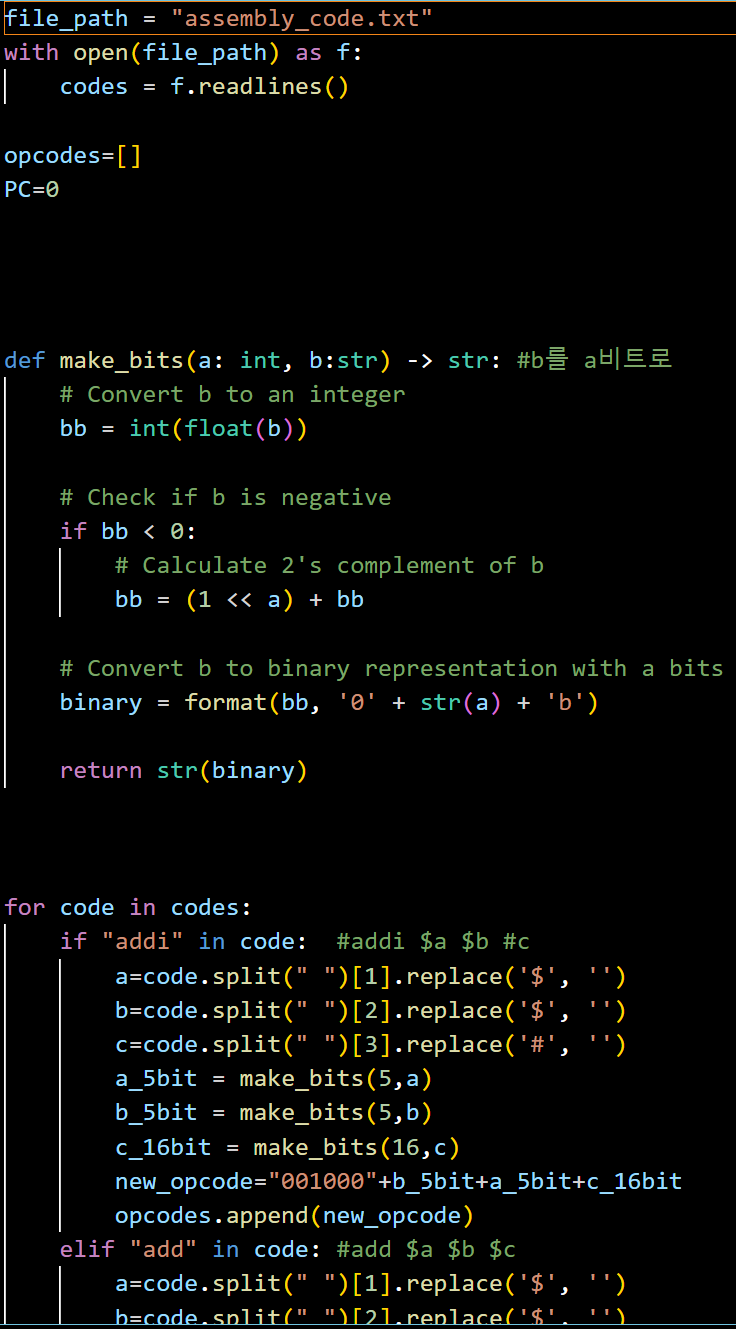 file_path = "assembly_code.txt"
with open(file_path) as f:
    codes = f.readlines()
opcodes=[]
PC=0
def make_bits(a: int, b:str) -> str: #b를 a비트로
    # Convert b to an integer
    bb = int(float(b))
    # Check if b is negative
    if bb < 0:
        # Calculate 2's complement of b
        bb = (1 << a) + bb
    # Convert b to binary representation with a bits
    binary = format(bb, '0' + str(a) + 'b')
    return str(binary)
for code in codes:
    if "addi" in code:  #addi $a $b #c
        a=code.split(" ")[1].replace('$', '')
        b=code.split(" ")[2].replace('$', '')
        c=code.split(" ")[3].replace('#', '')
        a_5bit = make_bits(5,a)
        b_5bit = make_bits(5,b)
        c_16bit = make_bits(16,c)
        new_opcode="001000"+b_5bit+a_5bit+c_16bit
        opcodes.append(new_opcode)
    elif "add" in code: #add $a $b $c
        a=code.split(" ")[1].replace('$', '')
        b=code.split(" ")[2].replace('$', '')